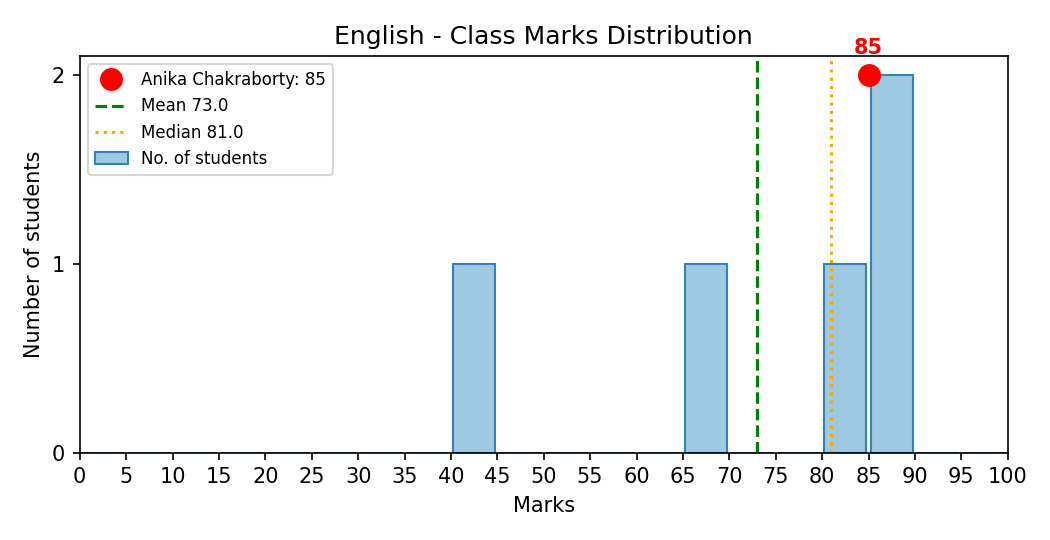 English - Class Marks Distribution
85
Anika Chakraborty: 85
Mean 73.0
Median 81.0
No. of students
Number of students
2
1
0
0 5 10 15 20 25 30 35 40 45 50 55 60 65 70 75 80 85 90 95 100
Marks